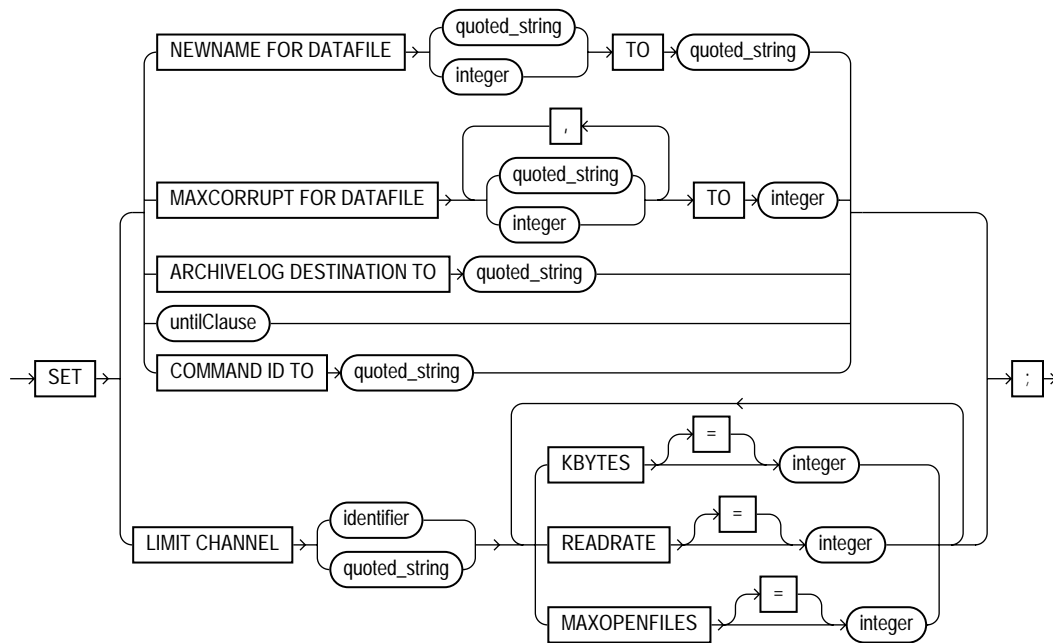 quoted_string
NEWNAME FOR DATAFILE TO quoted_string
integer
,
quoted_string
MAXCORRUPT FOR DATAFILE TO integer
integer
ARCHIVELOG DESTINATION TO quoted_string
untilClause
SET COMMAND ID TO quoted_string ;
=
KBYTES integer
identifier =
LIMIT CHANNEL READRATE integer
quoted_string =
MAXOPENFILES integer